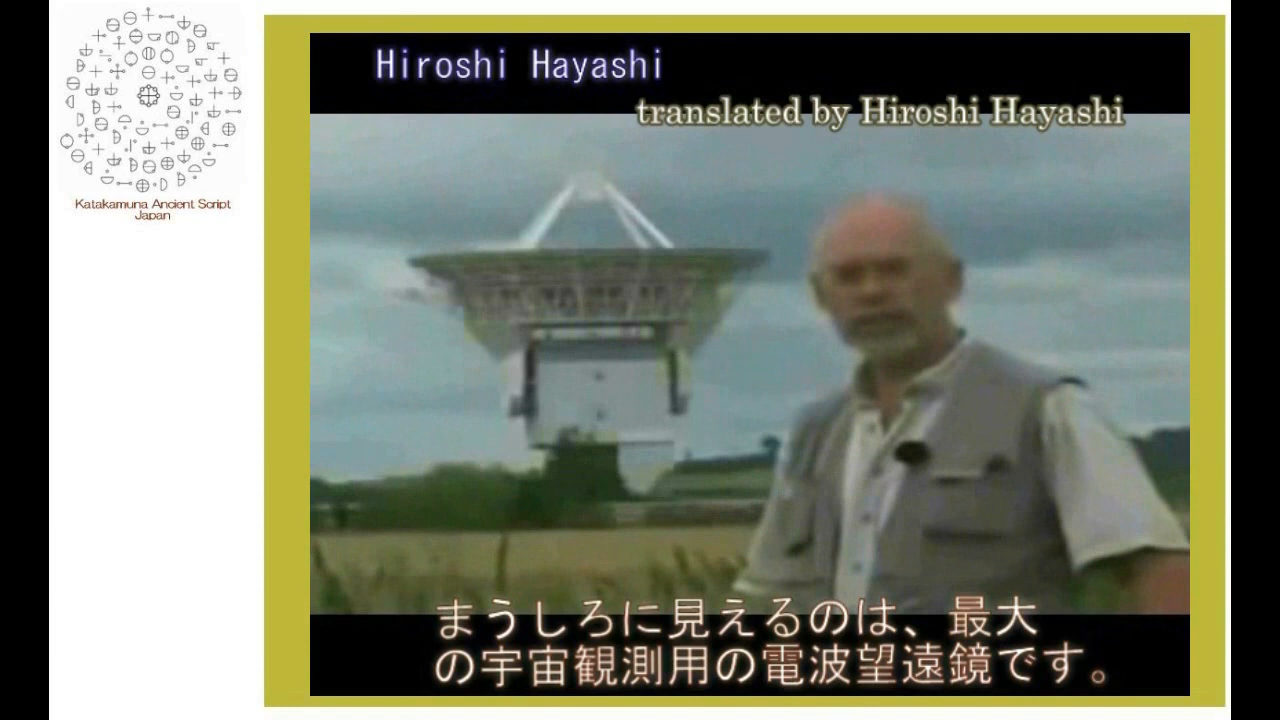 Katakamuna Ancient Script
Japan
Hiroshi Hayashi
translated by Hiroshi Hayashi
まうしろに見えるのは、最大
の宇宙観測用の電波望遠鏡です。